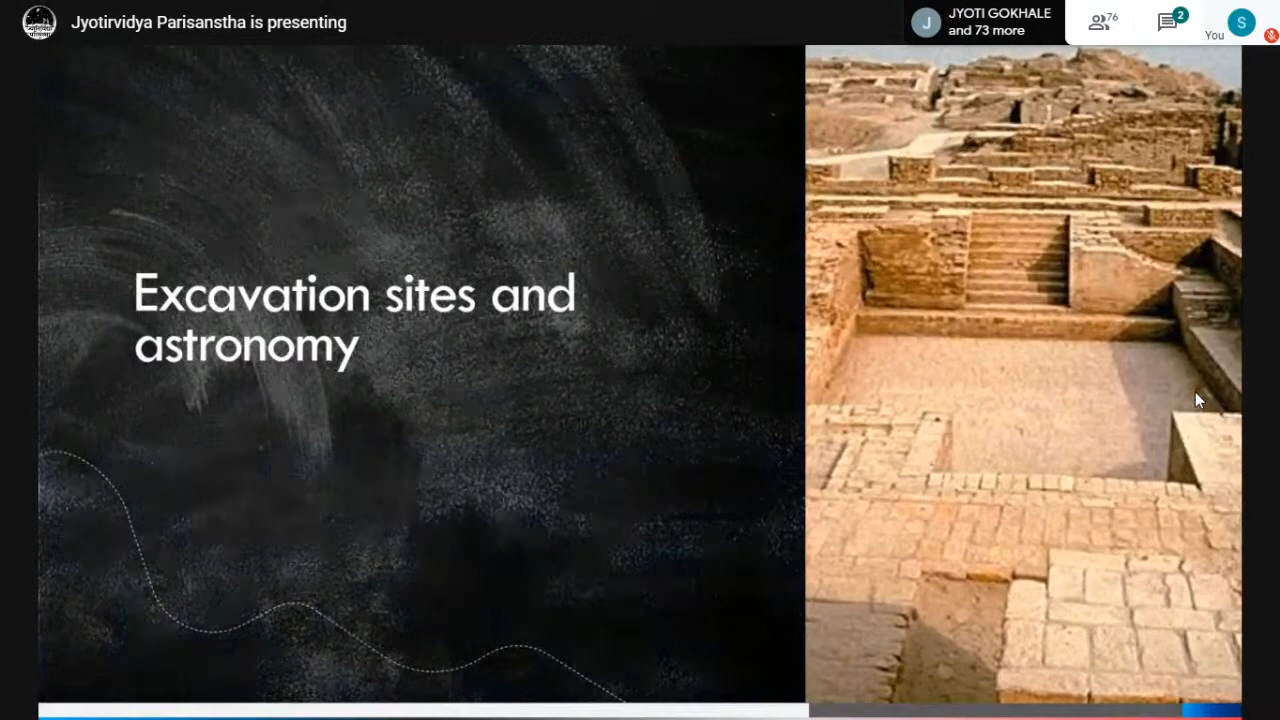 Jyotirvidya Parisanstha is presenting
J
JYOTI GOKHALE
and 73 more
76
2
You
S
Excavation sites and
astronomy